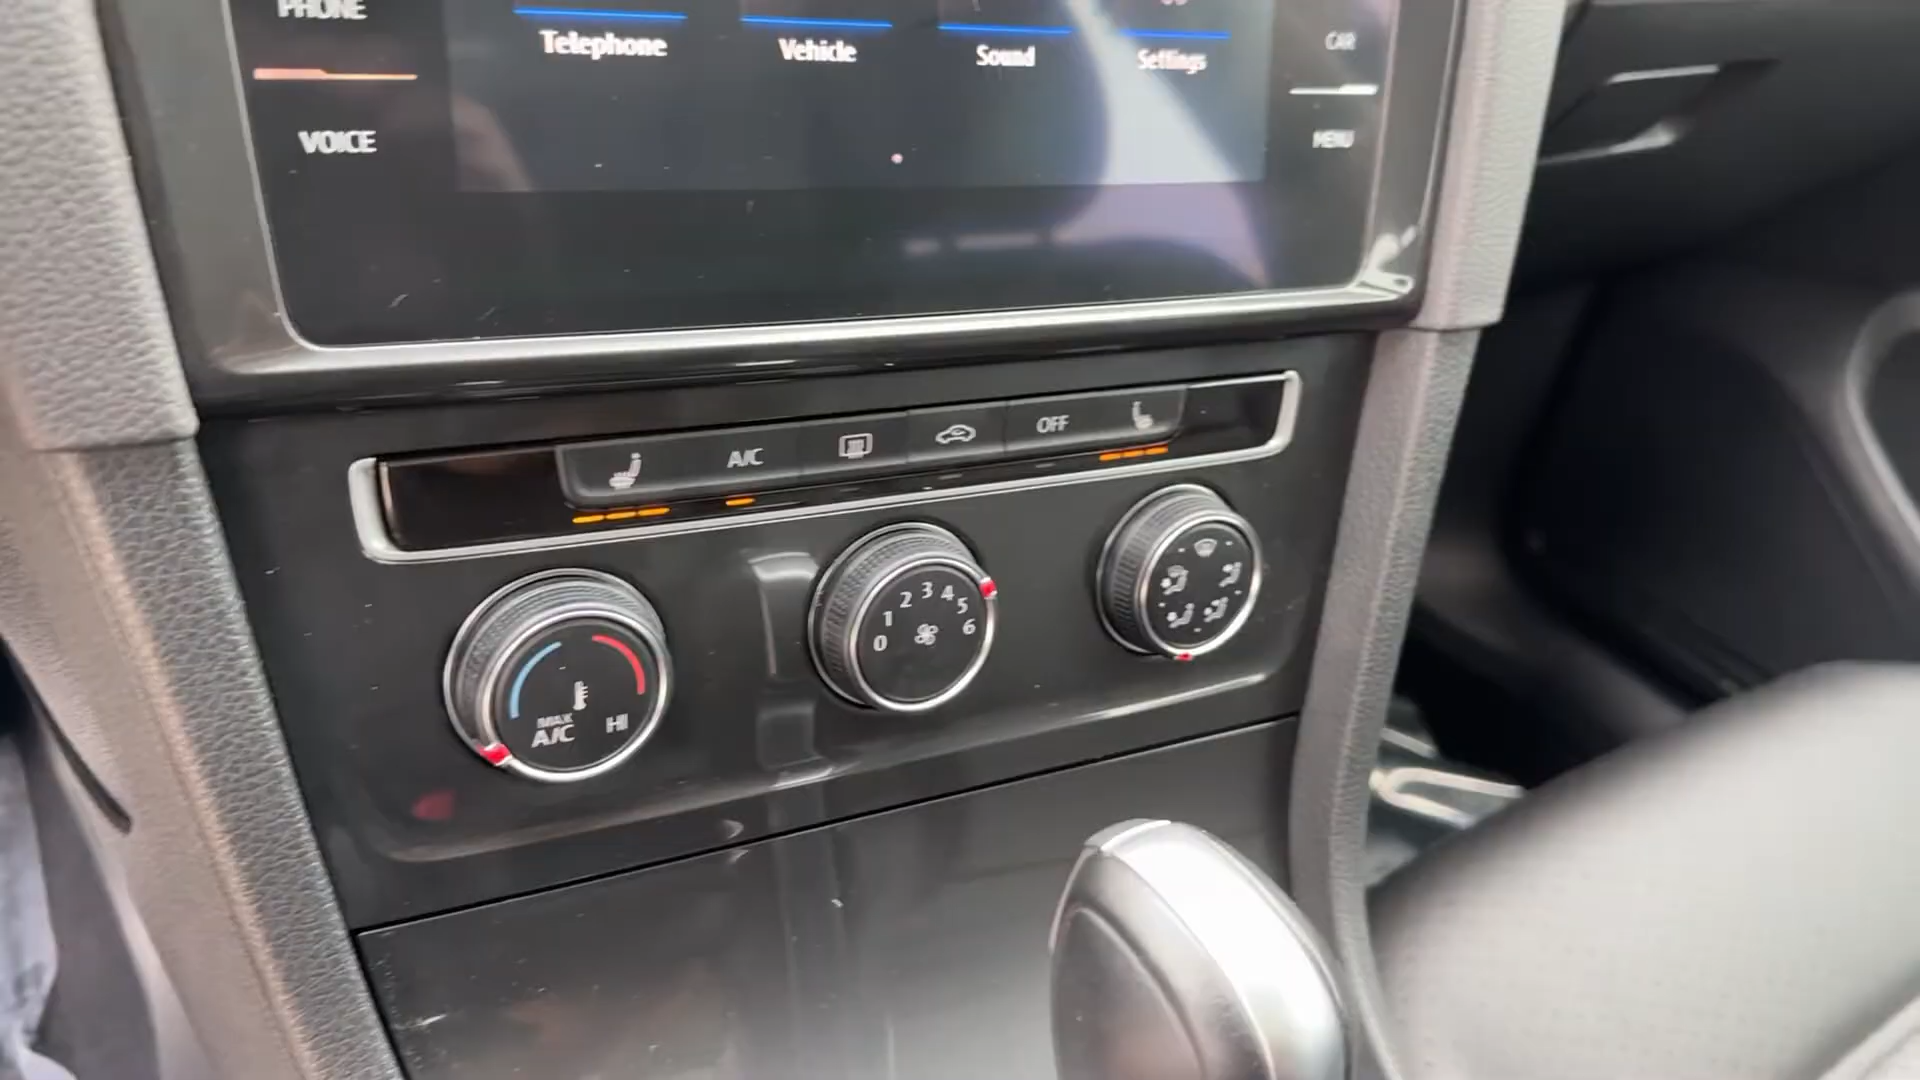 PHONE
Telephone
Vehicle
Sound
Settings
CAR
VOICE
MENU
A/C
OFF
0 1 2 3 4 5 6
MAX
A/C
HI